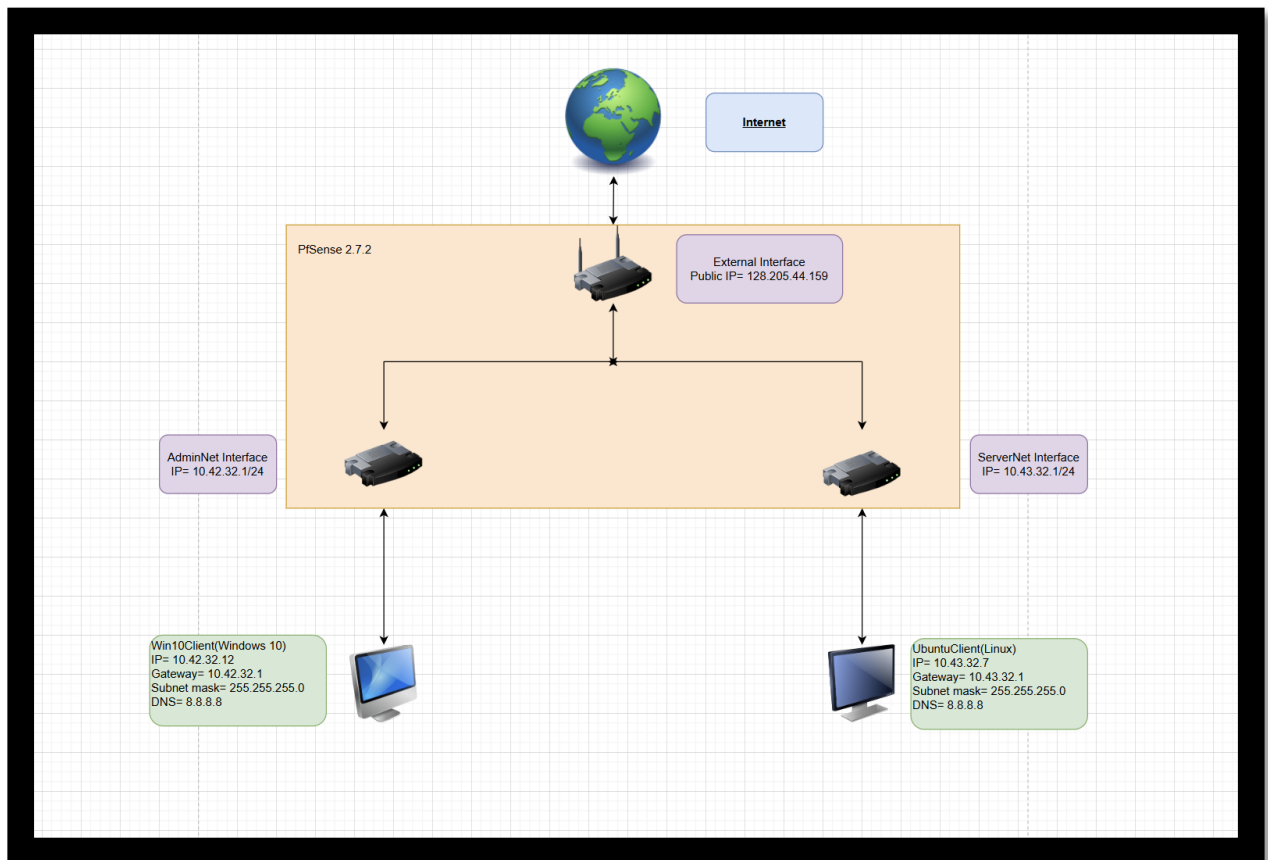 Internet
PfSense 2.7.2
External Interface
Public IP= 128.205.44.159
AdminNet Interface
IP= 10.42.32.1/24
ServerNet Interface
IP= 10.43.32.1/24
Win10Client(Windows 10)
IP= 10.42.32.12
Gateway= 10.42.32.1
Subnet mask= 255.255.255.0
DNS= 8.8.8.8
UbuntuClient(Linux)
IP= 10.43.32.7
Gateway= 10.43.32.1
Subnet mask= 255.255.255.0
DNS= 8.8.8.8